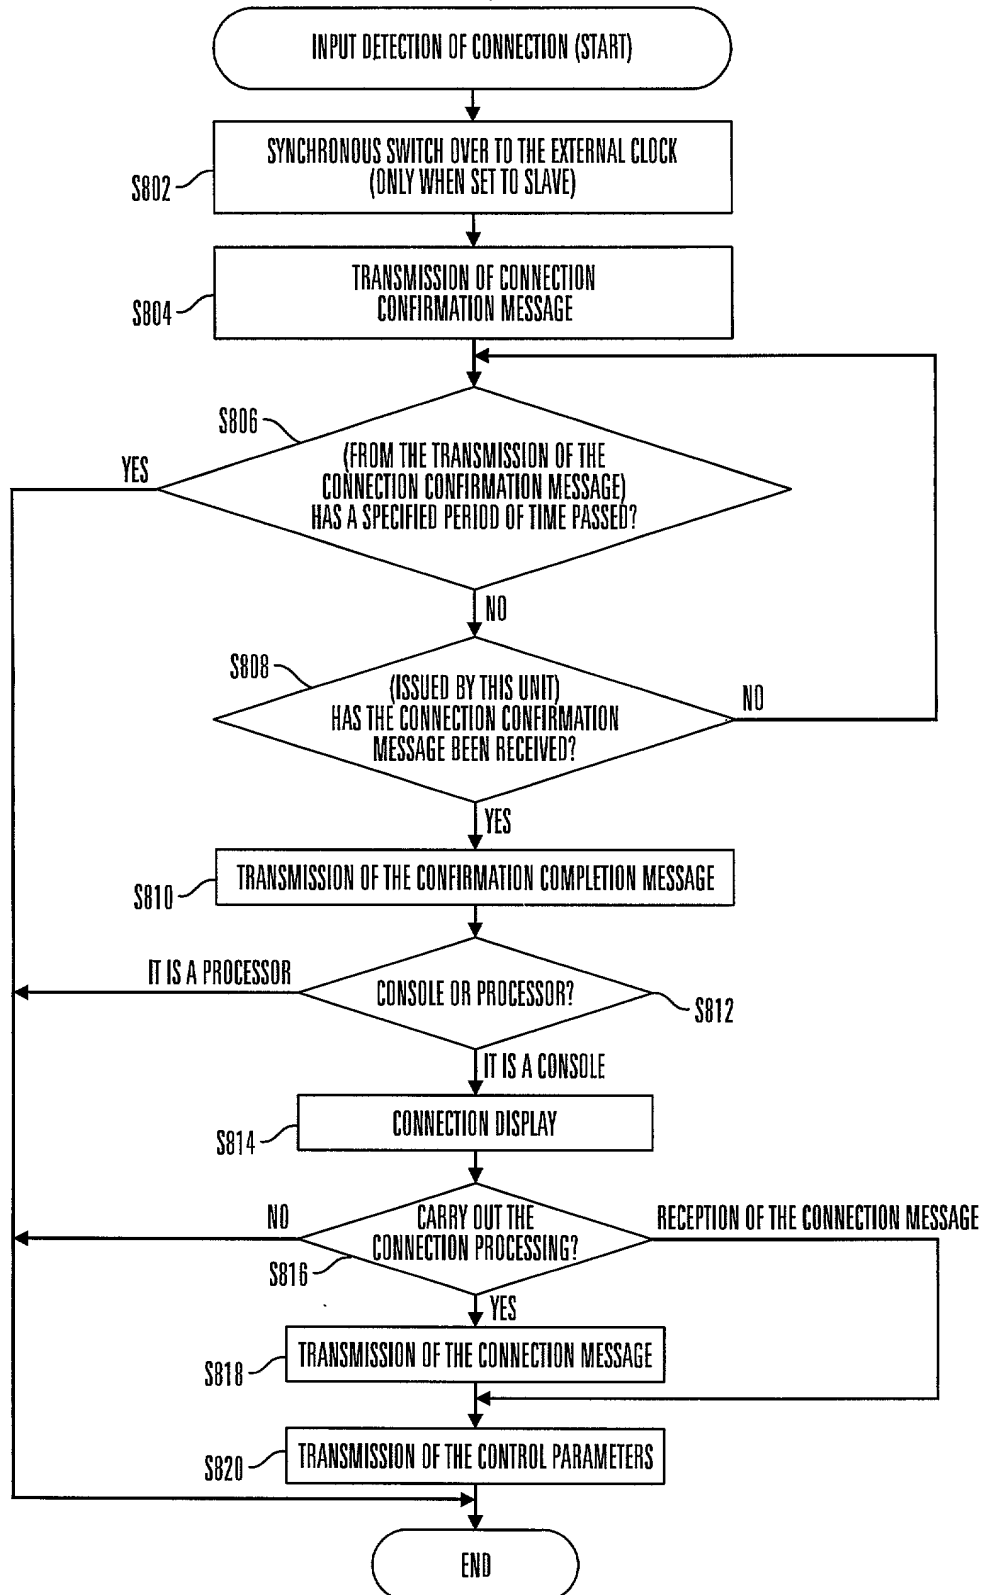 INPUT DETECTION OF CONNECTION (START)
SYNCHRONOUS SWITCH OVER TO THE EXTERNAL CLOCK
(ONLY WHEN SET TO SLAVE)
S802
TRANSMISSION OF CONNECTION
CONFIRMATION MESSAGE
S804
S806
(FROM THE TRANSMISSION OF THE
CONNECTION CONFIRMATION MESSAGE)
HAS A SPECIFIED PERIOD OF TIME PASSED?
YES
NO
S808
(ISSUED BY THIS UNIT)
HAS THE CONNECTION CONFIRMATION
MESSAGE BEEN RECEIVED?
NO
YES
TRANSMISSION OF THE CONFIRMATION COMPLETION MESSAGE
S810
IT IS A PROCESSOR
CONSOLE OR PROCESSOR?
S812
IT IS A CONSOLE
CONNECTION DISPLAY
S814
NO
CARRY OUT THE
CONNECTION PROCESSING?
RECEPTION OF THE CONNECTION MESSAGE
S816
YES
TRANSMISSION OF THE CONNECTION MESSAGE
S818
TRANSMISSION OF THE CONTROL PARAMETERS
S820
END